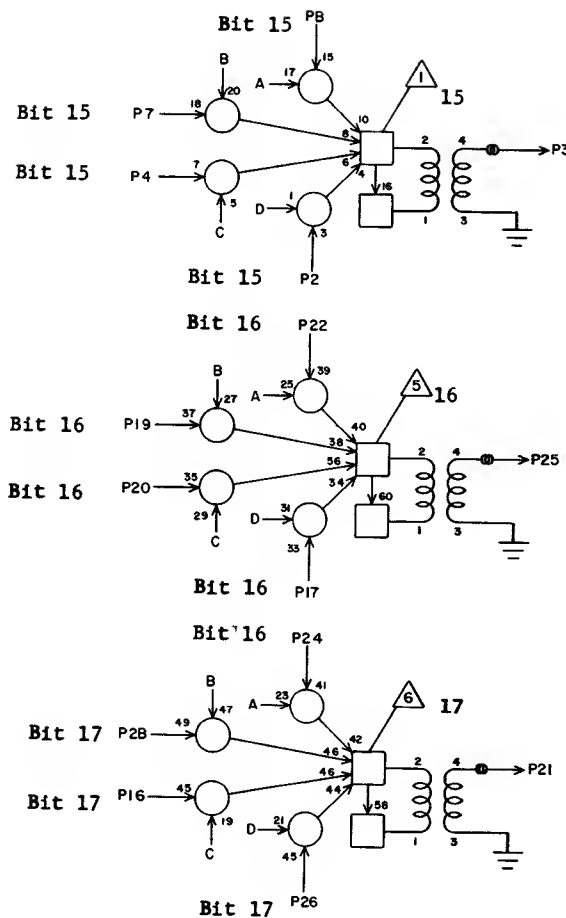 Bit 15 PB
B A 17 15 1 15
20 10
Bit 15 P7 18 8 2 4 P3
Bit 15 P4 7 6
4 16
5 D 1 1 3
C 3
Bit 15 P2
Bit 16 P22
B A 25 39 5 16
27 40
Bit 16 P19 37 38 2 4 P25
Bit 16 P20 35 56
34 60
29 D 31 1 3
C 33
Bit 16 P17
Bit 16 P24
B A 23 41 6 17
47 42
Bit 17 P2B 49 46 2 4 P21
Bit 17 P16 45 46
44 58
19 D 21 1 3
C 45
Bit 17 P26